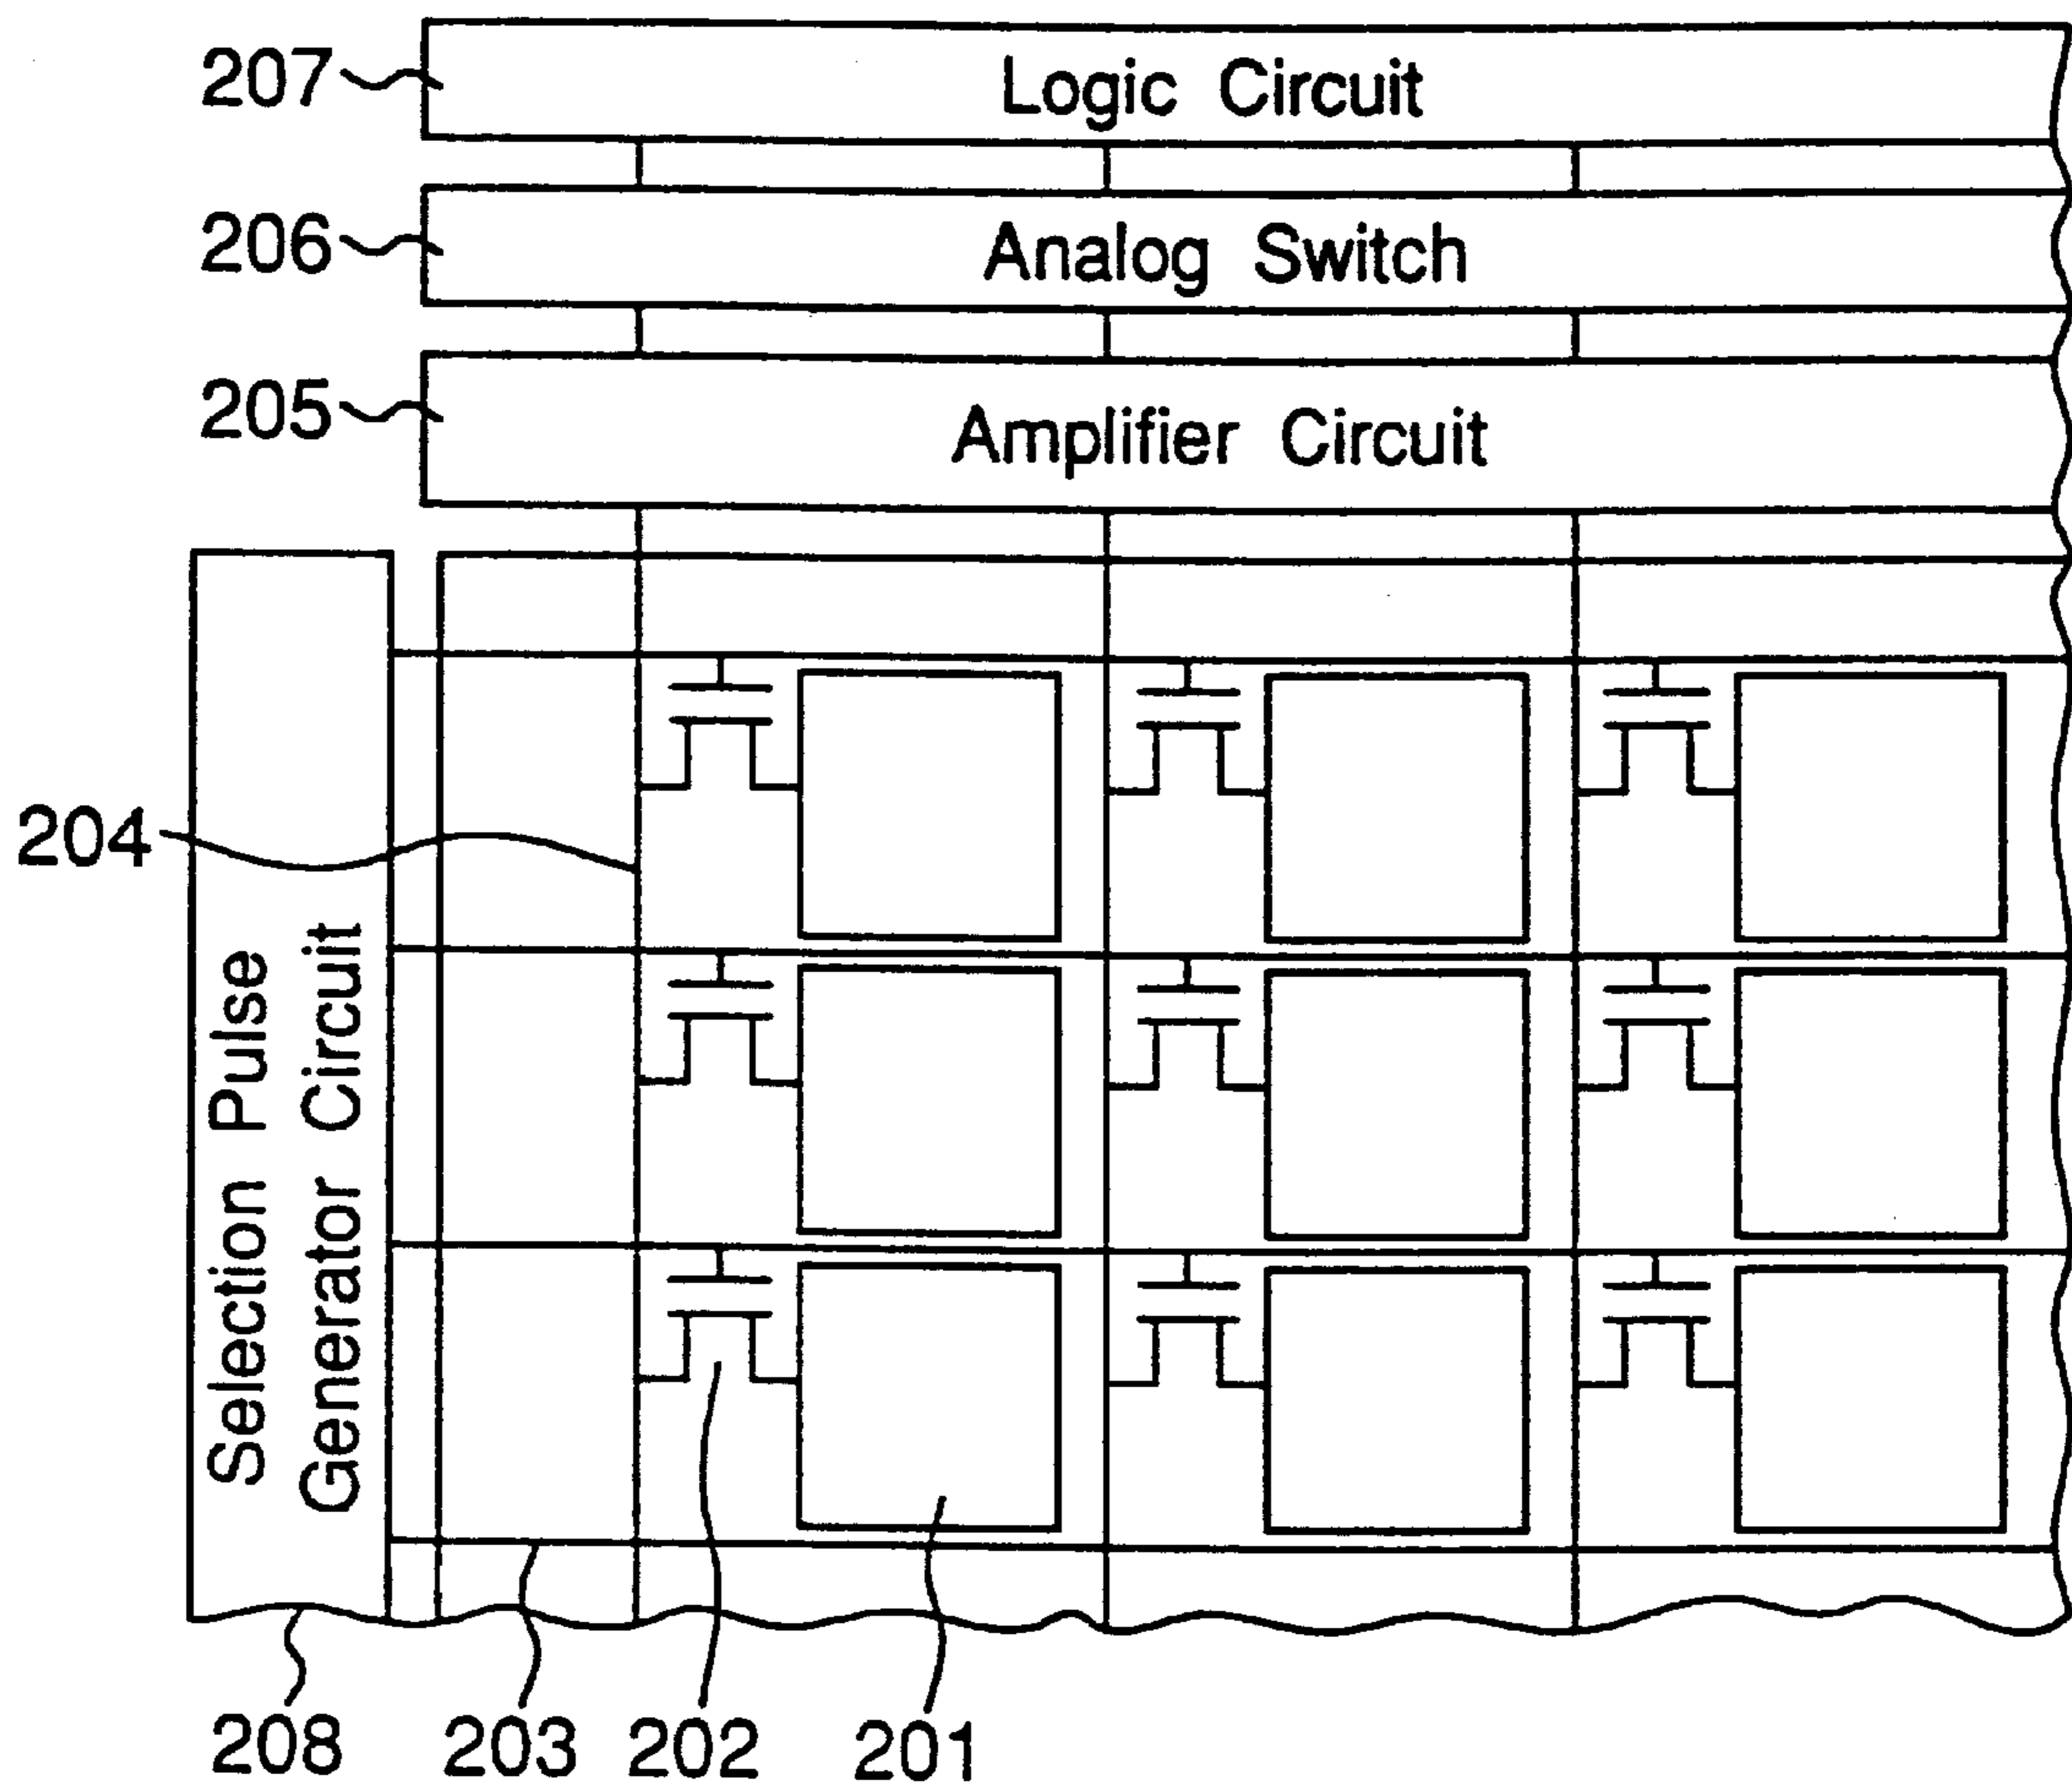 207
Logic Circuit
206
Analog Switch
205
Amplifier Circuit
204
Selection Pulse
Generator Circuit
208
203
202
201